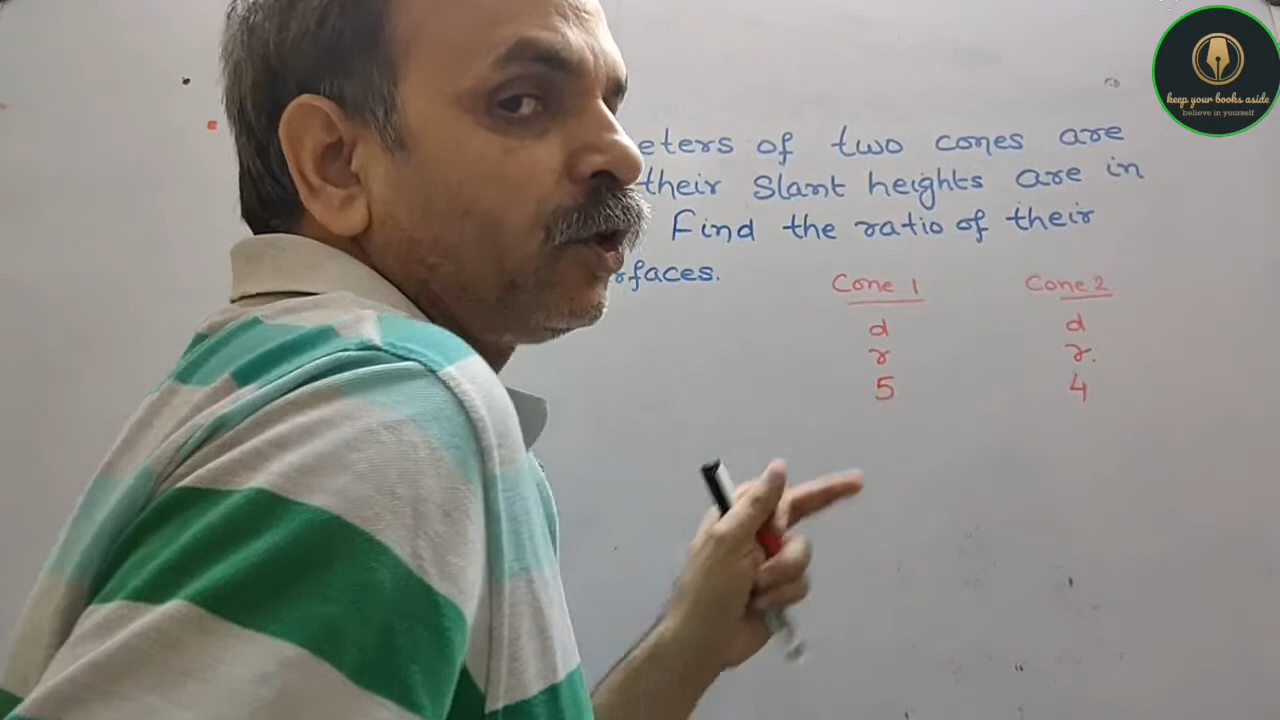 eters of two cones are
their slant heights are in
Find the ratio of their
rfaces.
Cone 1 Cone 2
d d
r r.
5 4
keep your books aside
believe in yourself